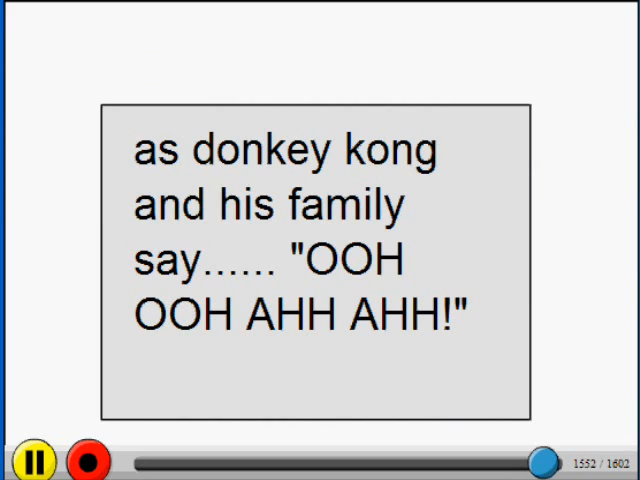 as donkey kong
and his family
say...... "OOH
OOH AHH AHH!"
1552 / 1602